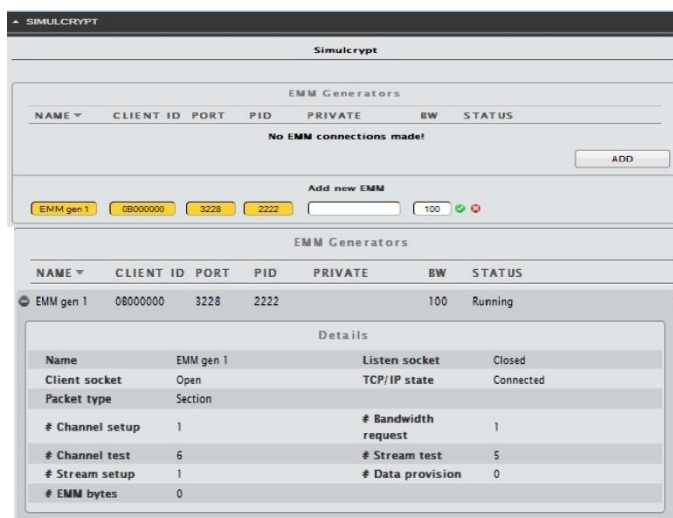 SIMULCRYPT
Simulcrypt
EMM Generators
NAME CLIENT ID PORT PID PRIVATE BW STATUS
No EMM connections made!
ADD
Add new EMM
EMM gen 1 0B000000 3228 2222 100
EMM Generators
NAME CLIENT ID PORT PID PRIVATE BW STATUS
EMM gen 1 0B000000 3228 2222 100 Running
Details
Name EMM gen 1 Listen socket Closed
Client socket Open TCP/IP state Connected
Packet type Section
# Channel setup 1 # Bandwidth request 1
# Channel test 6 # Stream test 5
# Stream setup 1 # Data provision 0
# EMM bytes 0